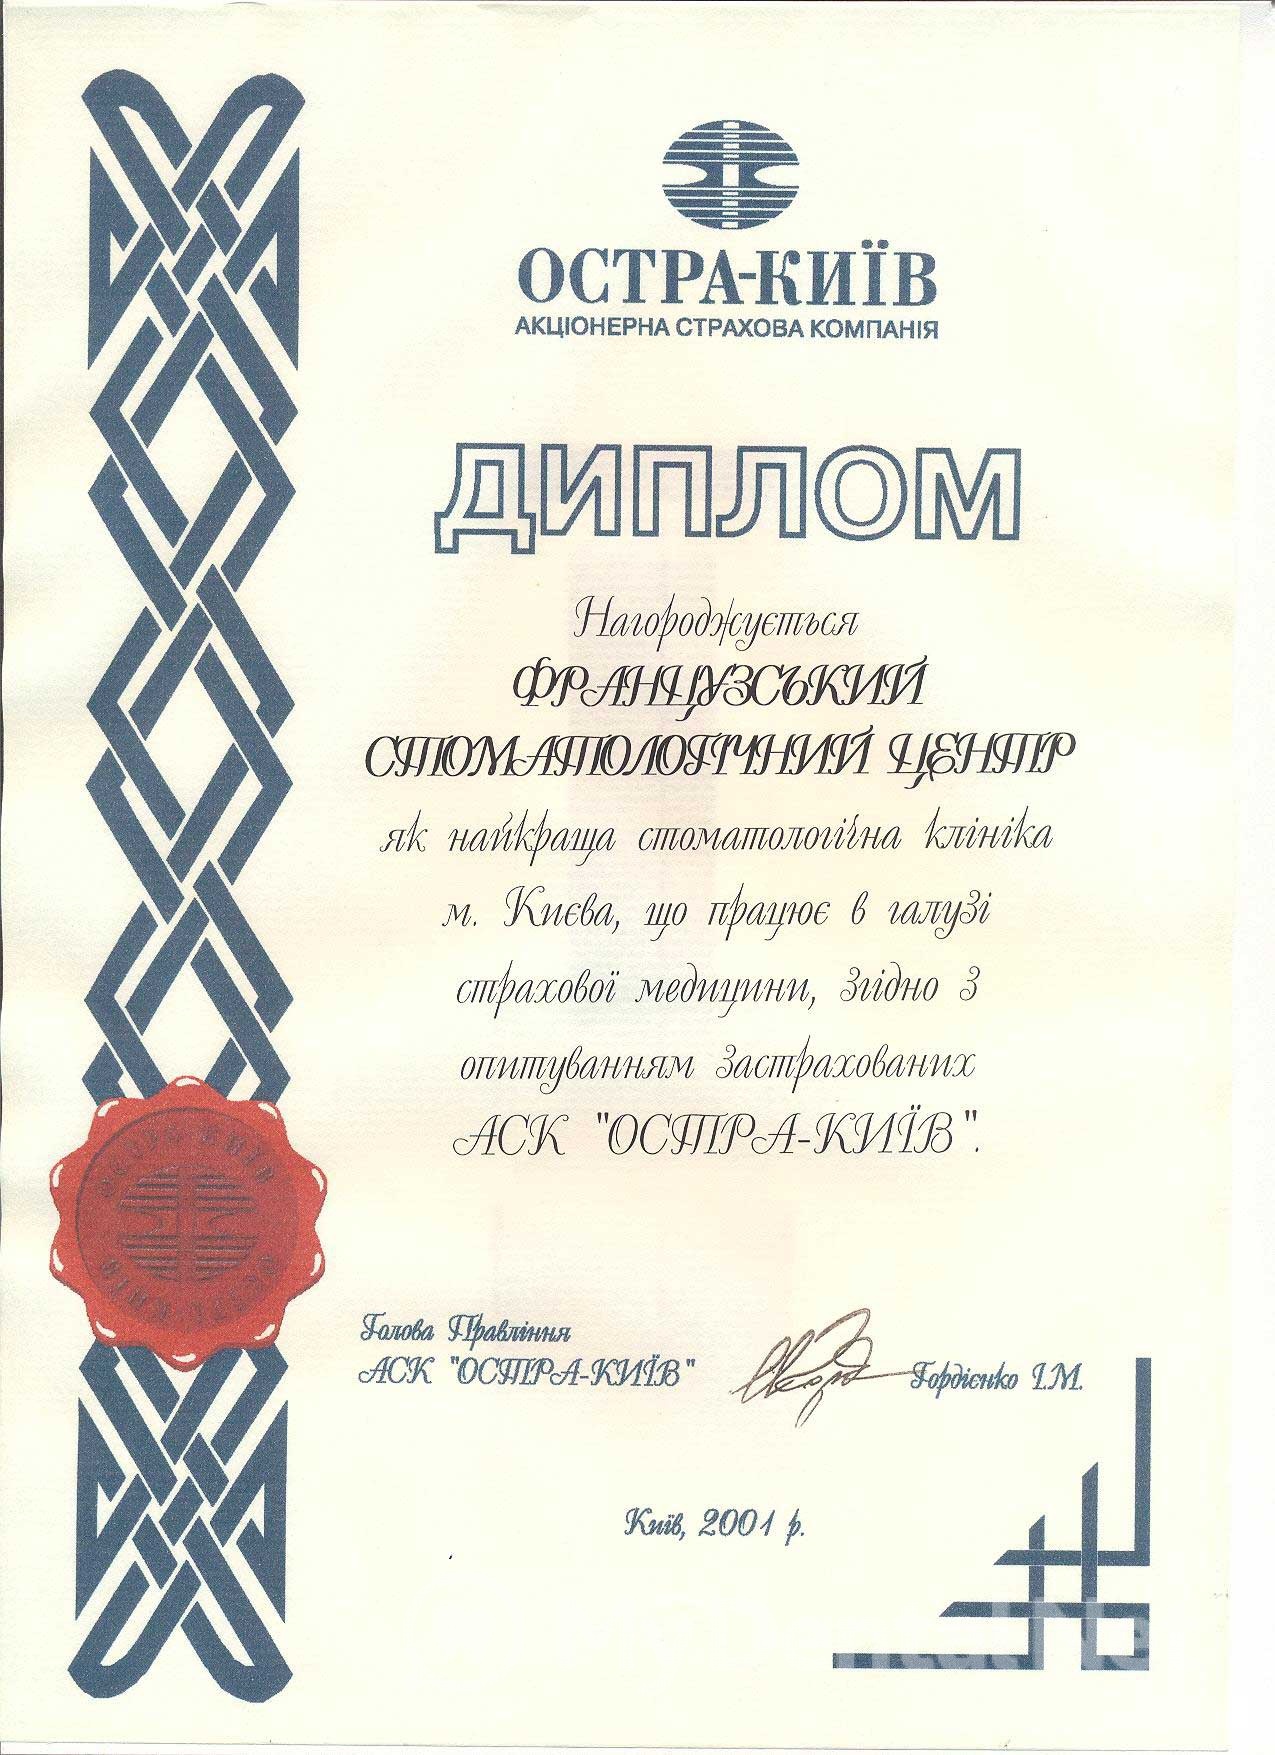 ОСТРА-КИЇВ
АКЦІОНЕРНА СТРАХОВА КОМПАНІЯ
ДИПЛОМ
Нагороджується
ФРАНЦУЗСЬКИЙ
СТОМАТОЛОГІЧНИЙ ЦЕНТР
як найкраща стоматологічна клініка
м. Києва, що працює в галузі
страхової медицини, згідно з
опитуванням застрахованих
АСК "ОСТРА-КИЇВ".
Голова Правління
АСК "ОСТРА-КИЇВ"
Гордієнко І.М.
Київ, 2001 р.